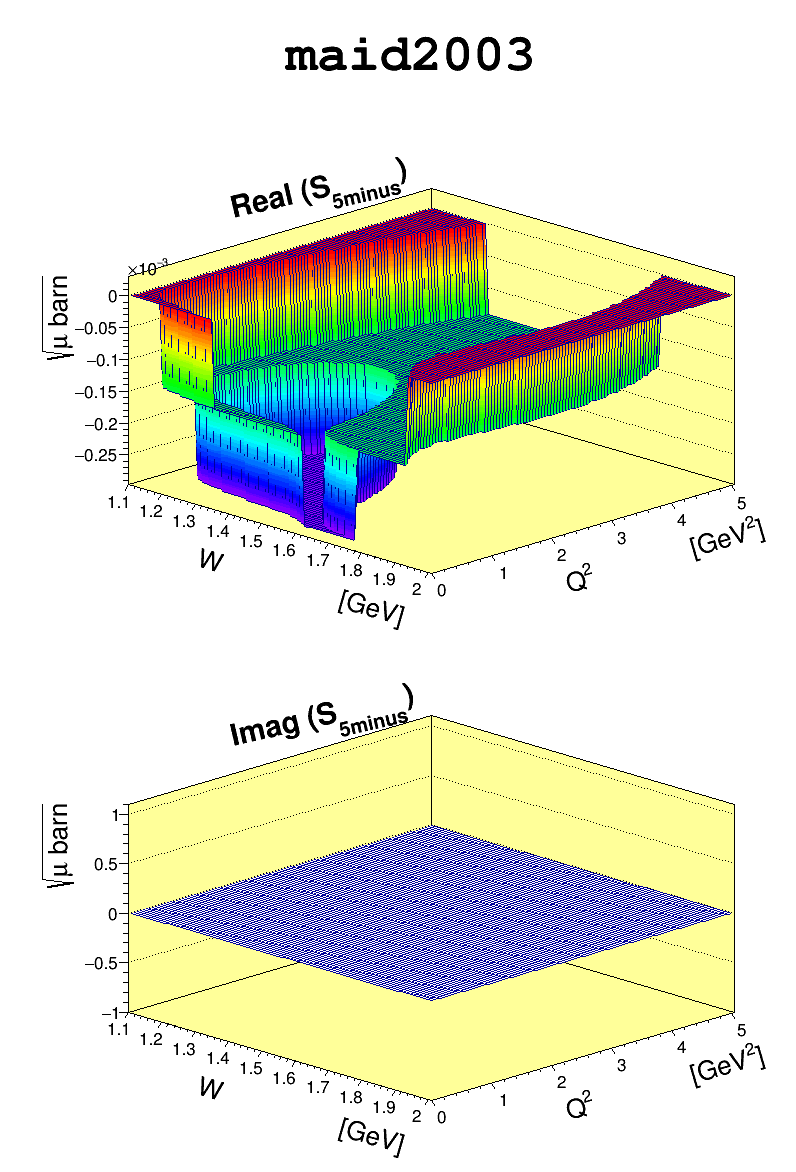 maid2003
Real (S5minus)
×10−3
√μ barn
0
−0.05
−0.1
−0.15
−0.2
−0.25
1.1 1.2 1.3 1.4 1.5 1.6 1.7 1.8 1.9 2
W
[GeV]
0 1 2 3 4 5
Q2
[GeV2]
Imag (S5minus)
√μ barn
1
0.5
0
−0.5
−1
1.1 1.2 1.3 1.4 1.5 1.6 1.7 1.8 1.9 2
W
[GeV]
0 1 2 3 4 5
Q2
[GeV2]